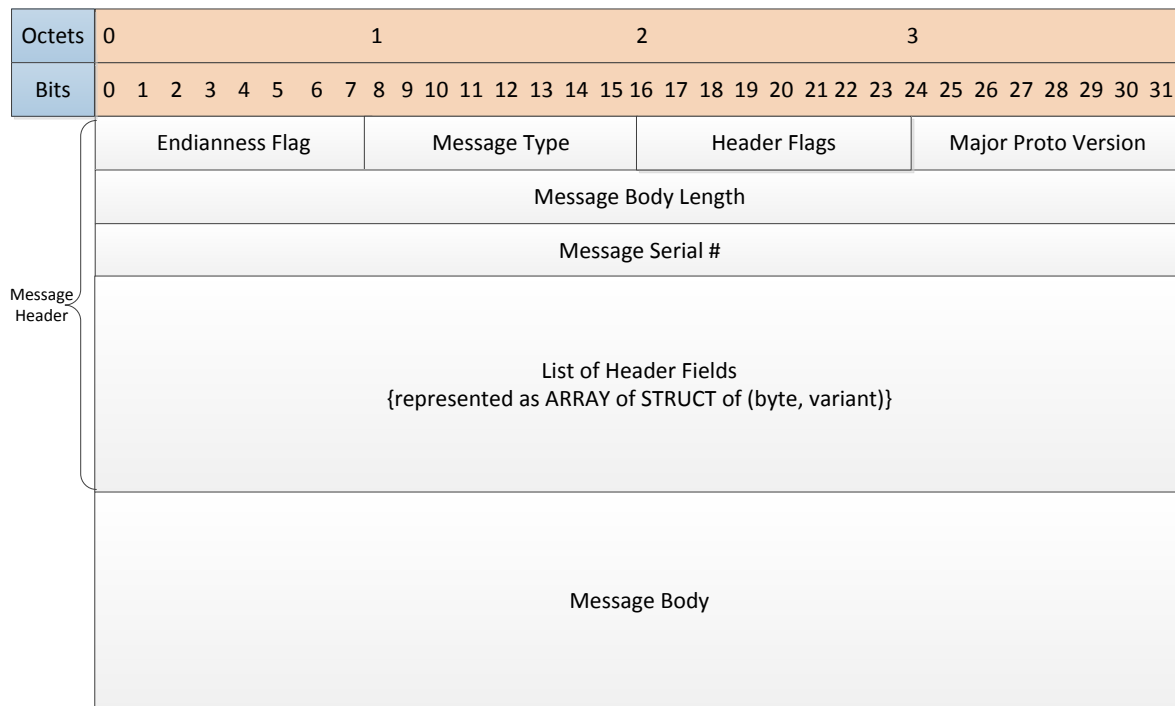 Octets 0 1 2 3
Bits 0 1 2 3 4 5 6 7 8 9 10 11 12 13 14 15 16 17 18 19 20 21 22 23 24 25 26 27 28 29 30 31
Endianness Flag Message Type Header Flags Major Proto Version
Message Body Length
Message Serial #
Message
Header
List of Header Fields
{represented as ARRAY of STRUCT of (byte, variant)}
Message Body